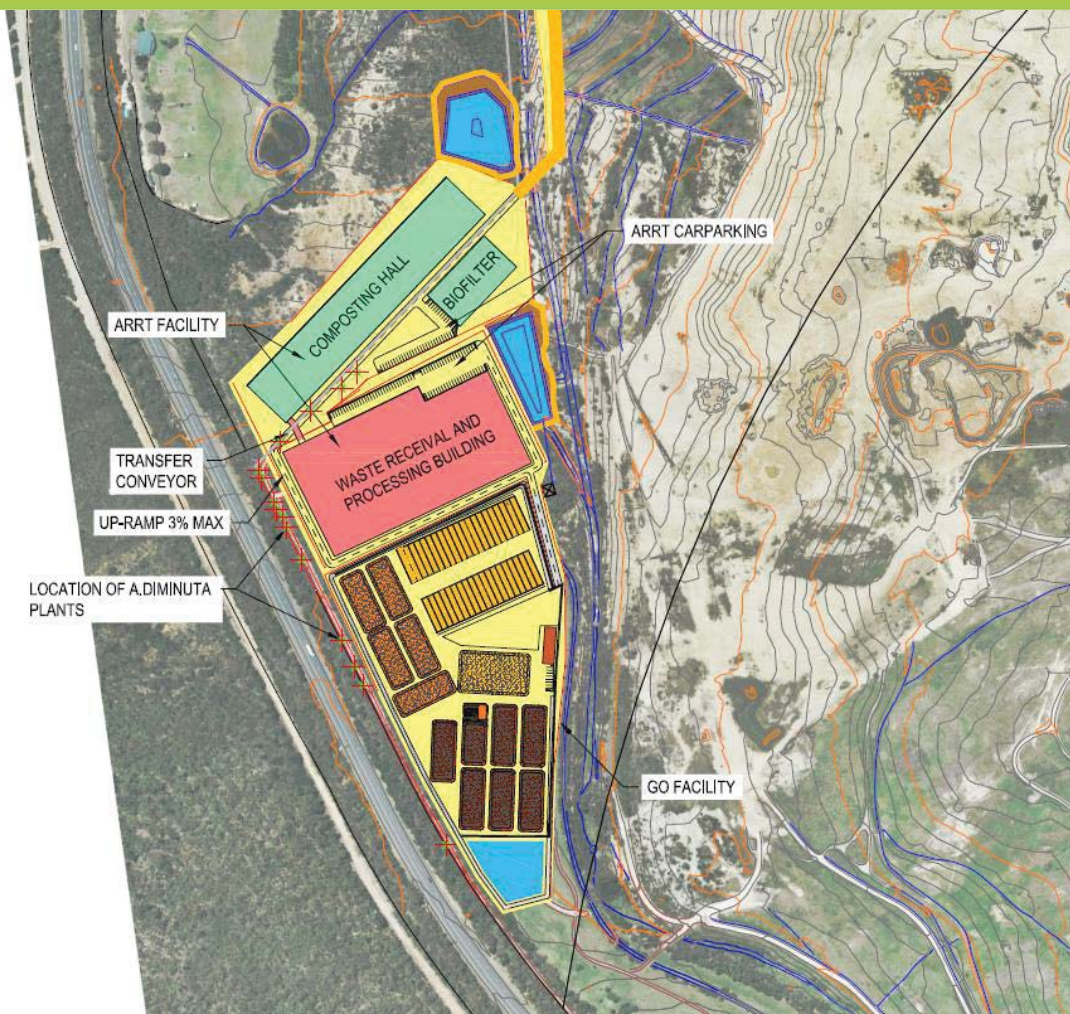 ARRT CARPARKING
BIOFILTER
COMPOSTING HALL
ARRT FACILITY
WASTE RECEIVAL AND
PROCESSING BUILDING
TRANSFER
CONVEYOR
UP-RAMP 3% MAX
LOCATION OF A.DIMINUTA
PLANTS
GO FACILITY